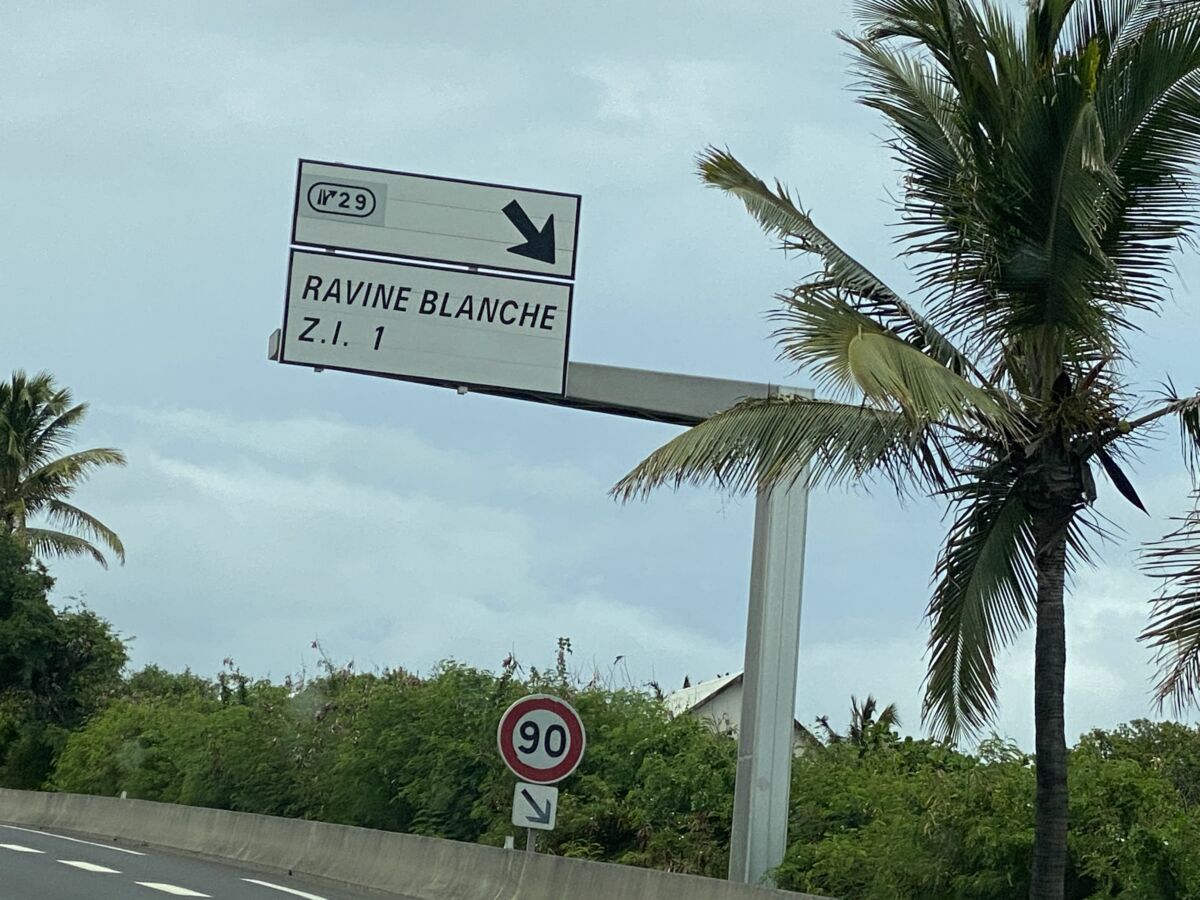 29
RAVINE BLANCHE
Z.I. 1
90